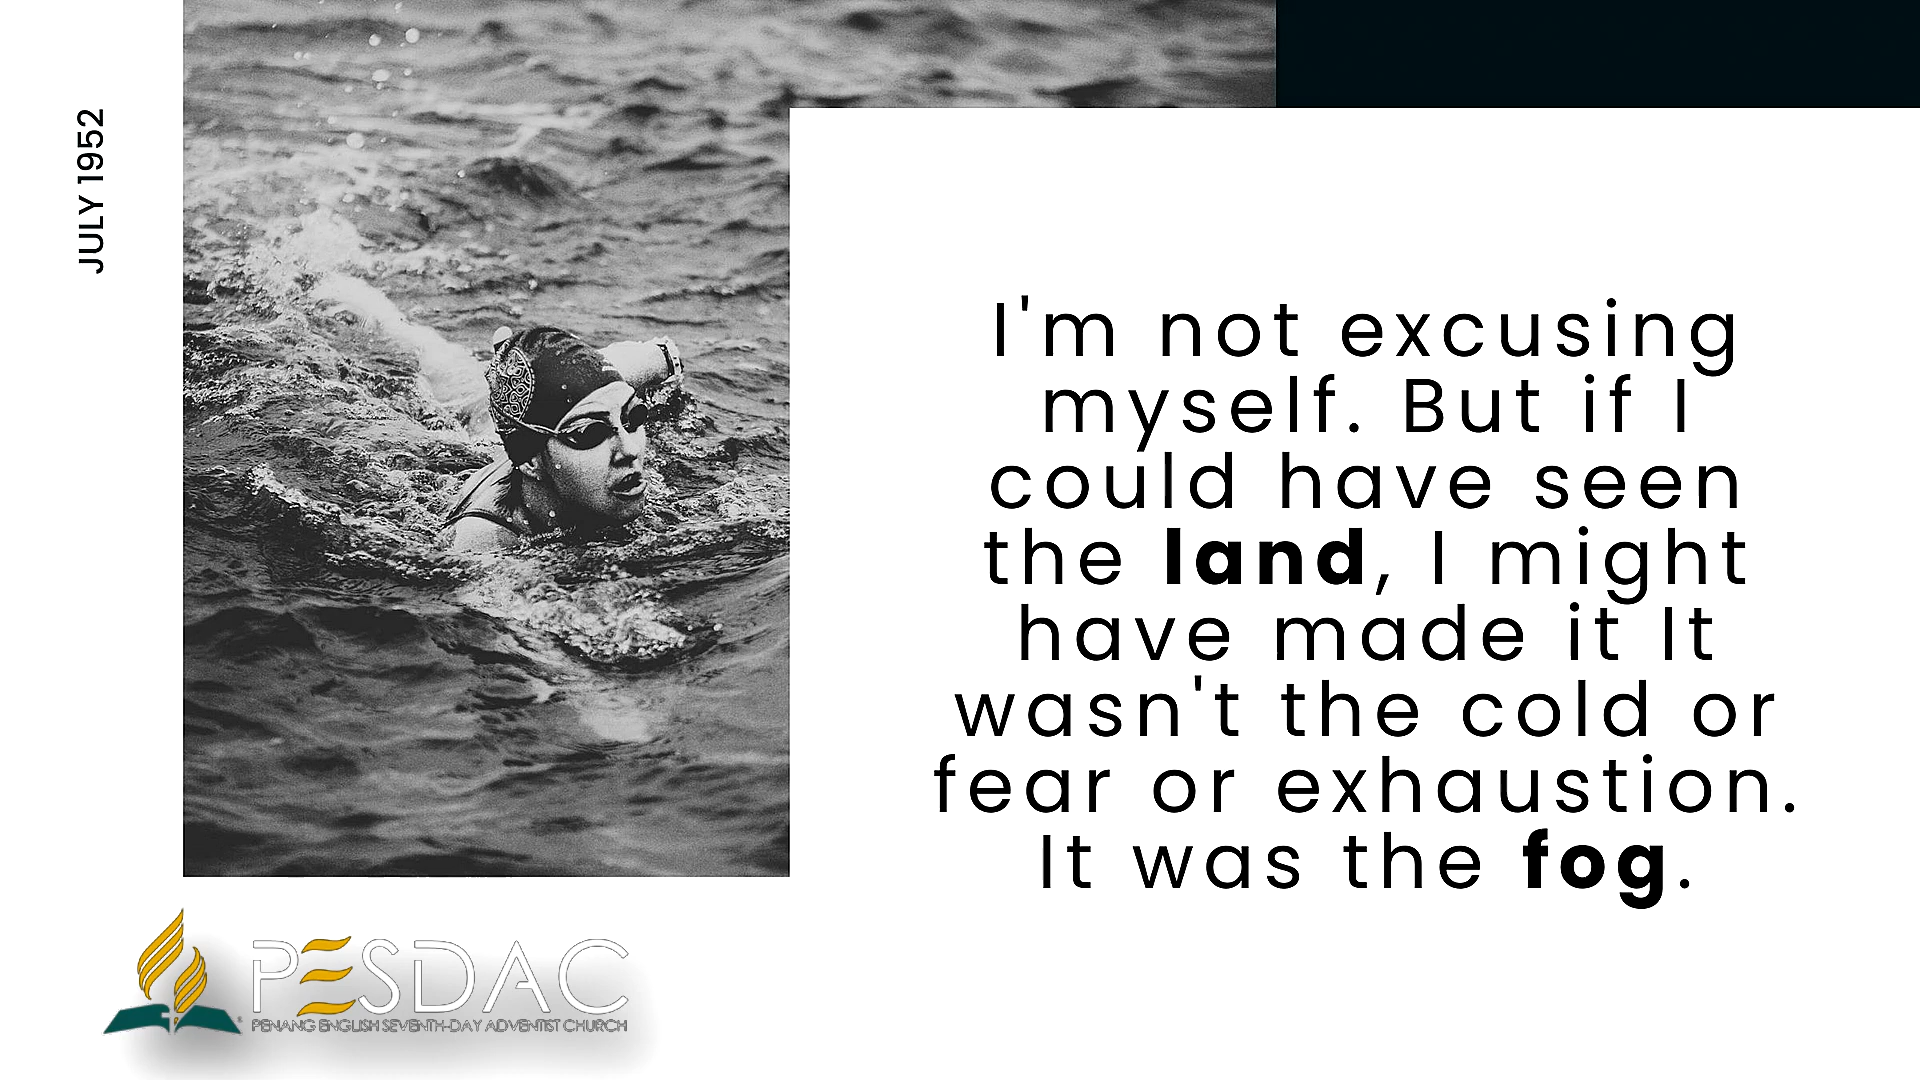 JULY 1952
I'm not excusing
myself. But if I
could have seen
the land, I might
have made it It
wasn't the cold or
fear or exhaustion.
It was the fog.
PESDAC
PENANG ENGLISH SEVENTH-DAY ADVENTIST CHURCH